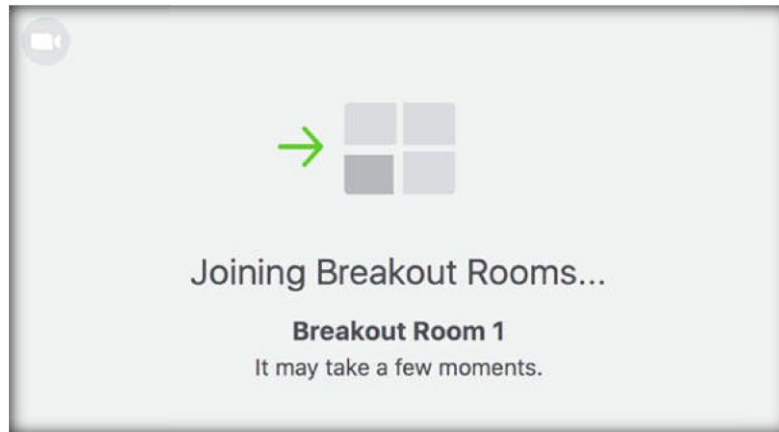 Joining Breakout Rooms...
Breakout Room 1
It may take a few moments.